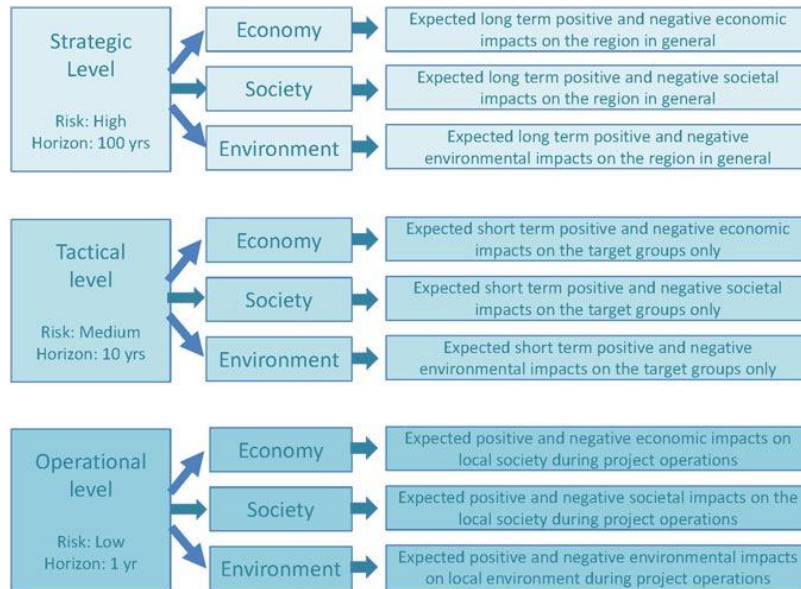 Strategic
Level
Risk: High
Horizon: 100 yrs
Economy
Expected long term positive and negative economic
impacts on the region in general
Society
Expected long term positive and negative societal
impacts on the region in general
Environment
Expected long term positive and negative
environmental impacts on the region in general
Tactical
level
Risk: Medium
Horizon: 10 yrs
Economy
Expected short term positive and negative economic
impacts on the target groups only
Society
Expected short term positive and negative societal
impacts on the target groups only
Environment
Expected short term positive and negative
environmental impacts on the target groups only
Operational
level
Risk: Low
Horizon: 1 yr
Economy
Expected positive and negative economic impacts on
local society during project operations
Society
Expected positive and negative societal impacts on the
local society during project operations
Environment
Expected positive and negative environmental impacts
on local environment during project operations